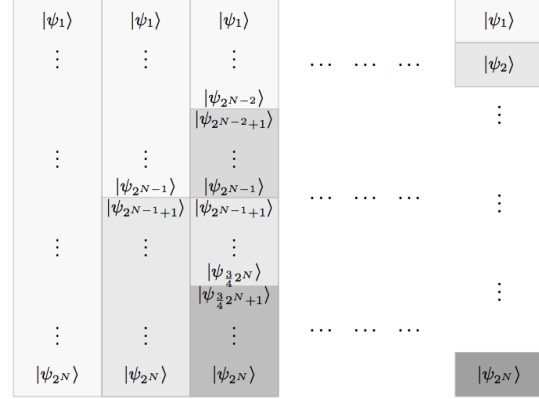 |ψ₁⟩ |ψ₁⟩ |ψ₁⟩ |ψ₁⟩
⋮ ⋮ ⋮ ⋯ ⋯ ⋯ |ψ₂⟩
|ψ_{2^{N-2}}⟩
|ψ_{2^{N-2}+1}⟩ ⋮
⋮ ⋮ ⋮
|ψ_{2^{N-1}}⟩ |ψ_{2^{N-1}}⟩
|ψ_{2^{N-1}+1}⟩ |ψ_{2^{N-1}+1}⟩ ⋯ ⋯ ⋯ ⋮
⋮ ⋮ ⋮
|ψ_{\frac{3}{4}2^N}⟩
|ψ_{\frac{3}{4}2^N+1}⟩ ⋮
⋮ ⋮ ⋮ ⋯ ⋯ ⋯
|ψ_{2^N}⟩ |ψ_{2^N}⟩ |ψ_{2^N}⟩ |ψ_{2^N}⟩